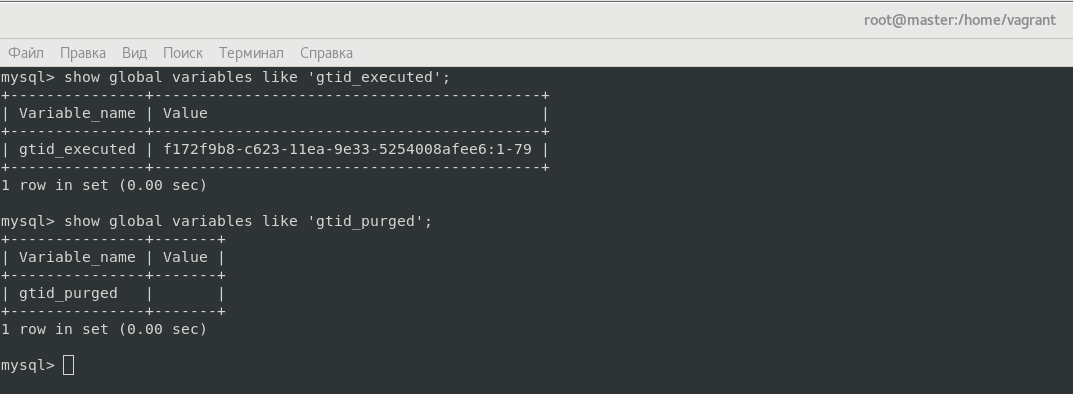 root@master:/home/vagrant
Файл Правка Вид Поиск Терминал Справка
mysql> show global variables like 'gtid_executed';
+---------------+-------------------------------------------+
| Variable_name | Value                                     |
+---------------+-------------------------------------------+
| gtid_executed | f172f9b8-c623-11ea-9e33-5254008afee6:1-79 |
+---------------+-------------------------------------------+
1 row in set (0.00 sec)
mysql> show global variables like 'gtid_purged';
+---------------+-------+
| Variable_name | Value |
+---------------+-------+
| gtid_purged   |       |
+---------------+-------+
1 row in set (0.00 sec)
mysql>